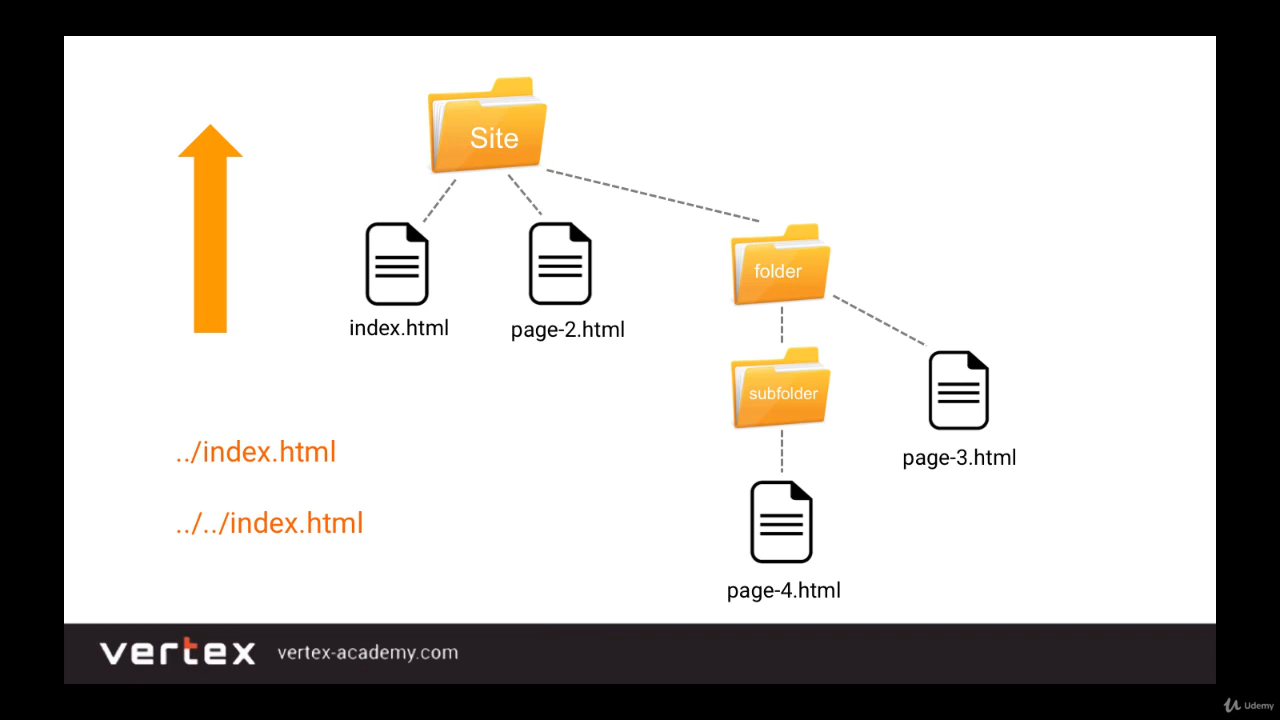 Site
folder
index.html
page-2.html
subfolder
../index.html
page-3.html
../../index.html
page-4.html
vertex vertex-academy.com
Udemy